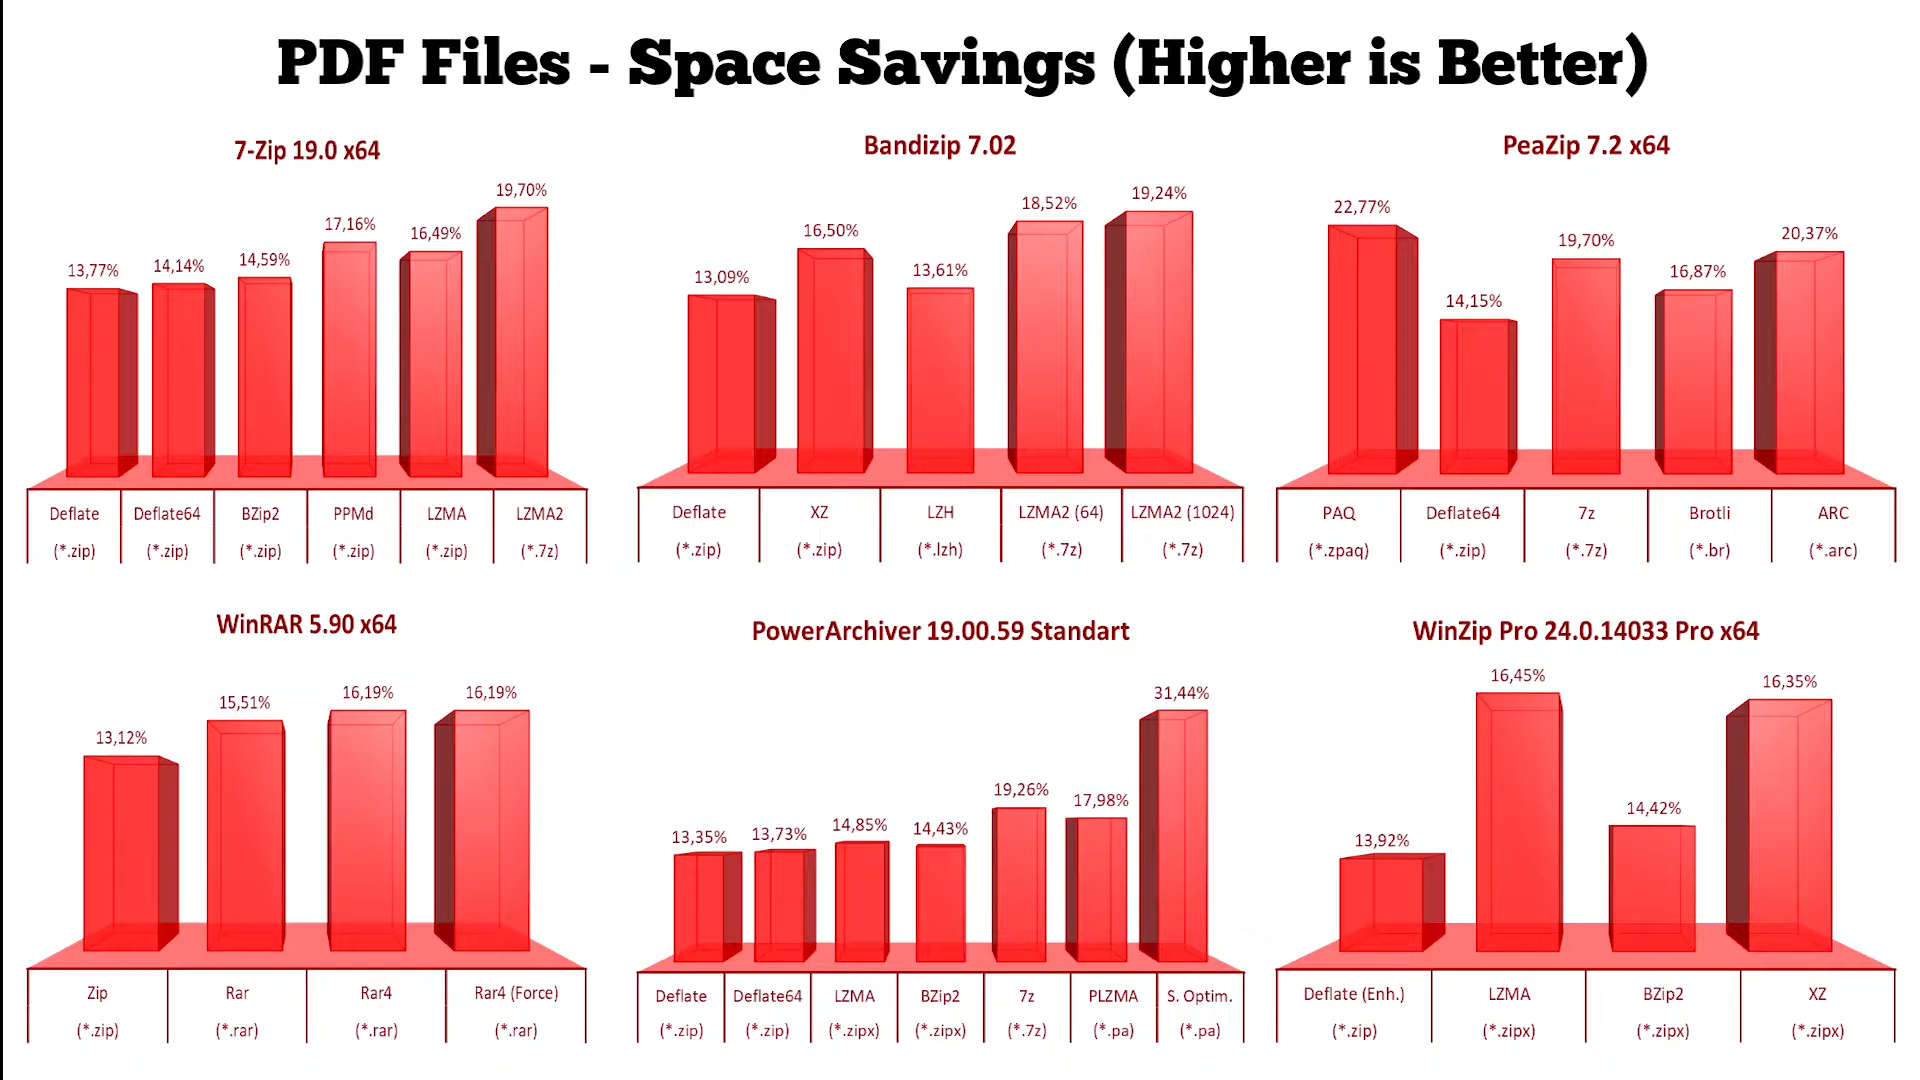 PDF Files - Space Savings (Higher is Better)
7-Zip 19.0 x64
13,77%
14,14%
14,59%
17,16%
16,49%
19,70%
Deflate
Deflate64
BZip2
PPMd
LZMA
LZMA2
(*.zip)
(*.zip)
(*.zip)
(*.zip)
(*.zip)
(*.7z)
Bandizip 7.02
13,09%
16,50%
13,61%
18,52%
19,24%
Deflate
XZ
LZH
LZMA2 (64)
LZMA2 (1024)
(*.zip)
(*.zip)
(*.lzh)
(*.7z)
(*.7z)
PeaZip 7.2 x64
22,77%
14,15%
19,70%
16,87%
20,37%
PAQ
Deflate64
7z
Brotli
ARC
(*.zpaq)
(*.zip)
(*.7z)
(*.br)
(*.arc)
WinRAR 5.90 x64
13,12%
15,51%
16,19%
16,19%
Zip
Rar
Rar4
Rar4 (Force)
(*.zip)
(*.rar)
(*.rar)
(*.rar)
PowerArchiver 19.00.59 Standart
13,35%
13,73%
14,85%
14,43%
19,26%
17,98%
31,44%
Deflate
Deflate64
LZMA
BZip2
7z
PLZMA
S. Optim.
(*.zip)
(*.zip)
(*.zipx)
(*.zipx)
(*.7z)
(*.pa)
(*.pa)
WinZip Pro 24.0.14033 Pro x64
13,92%
16,45%
14,42%
16,35%
Deflate (Enh.)
LZMA
BZip2
XZ
(*.zip)
(*.zipx)
(*.zipx)
(*.zipx)